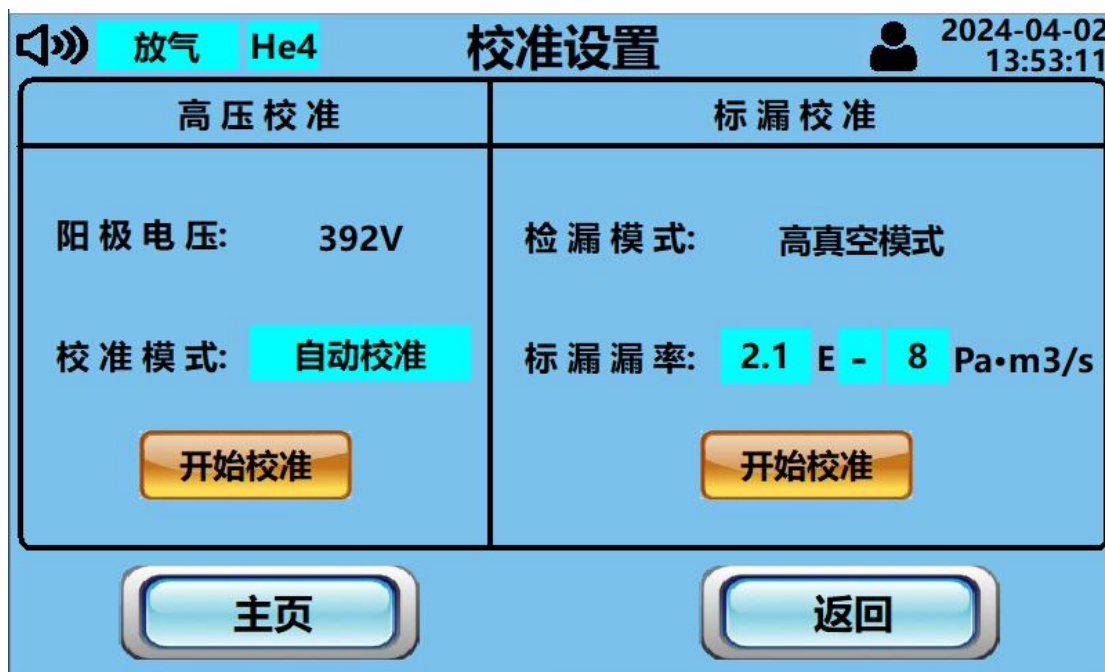 放气 He4 校准设置 2024-04-02
13:53:11
高压校准 标漏校准
阳极电压: 392V 检漏模式: 高真空模式
校准模式: 自动校准 标漏漏率: 2.1 E - 8 Pa•m3/s
开始校准 开始校准
主页 返回